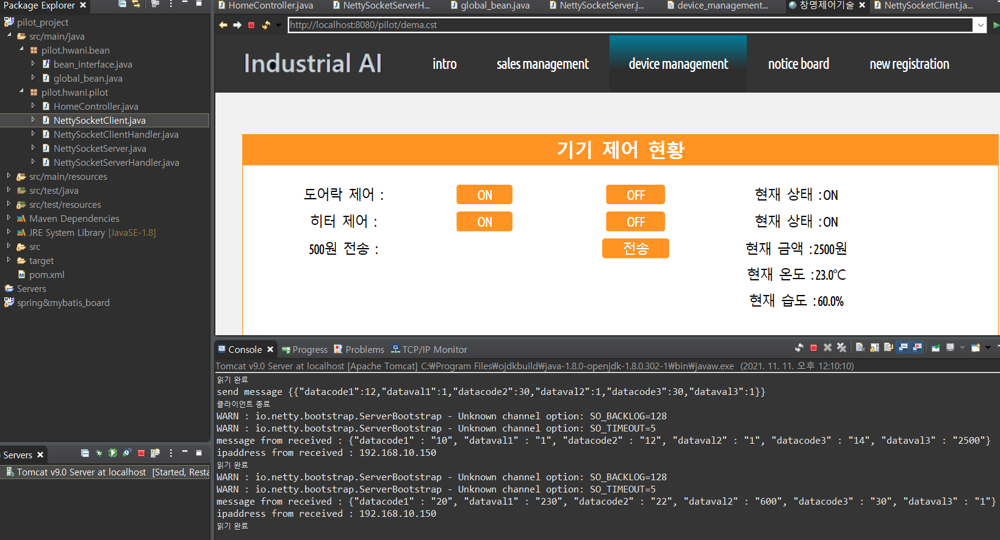 Package Explorer
pilot_project
src/main/java
pilot.hwani.bean
bean_interface.java
global_bean.java
pilot.hwani.pilot
HomeController.java
NettySocketClient.java
NettySocketClientHandler.java
NettySocketServer.java
NettySocketServerHandler.java
src/main/resources
src/test/java
src/test/resources
Maven Dependencies
JRE System Library [JavaSE-1.8]
src
target
pom.xml
Servers
spring&mybatis_board
Servers
Tomcat v9.0 Server at localhost [Started, Resta
HomeController.java NettySocketServerH... global_bean.java NettySocketServer.j... device_management... 창명제어기술 NettySocketClient.ja...
http://localhost:8080/pilot/dema.cst
Industrial AI intro sales management device management notice board new registration
기기 제어 현황
도어락 제어 : ON OFF 현재 상태 :ON
히터 제어 : ON OFF 현재 상태 :ON
500원 전송 : 전송 현재 금액 :2500원
현재 온도 :23.0℃
현재 습도 :60.0%
Console Progress Problems TCP/IP Monitor
Tomcat v9.0 Server at localhost [Apache Tomcat] C:₩Program Files₩ojdkbuild₩java-1.8.0-openjdk-1.8.0.302-1₩bin₩javaw.exe (2021. 11. 11. 오후 12:10:10)
읽기 완료
send message {{"datacode1":12,"dataval1":1,"datacode2":30,"dataval2":1,"datacode3":30,"dataval3":1}}
클라이언트 종료
WARN : io.netty.bootstrap.ServerBootstrap - Unknown channel option: SO_BACKLOG=128
WARN : io.netty.bootstrap.ServerBootstrap - Unknown channel option: SO_TIMEOUT=5
message from received : {"datacode1" : "10", "dataval1" : "1", "datacode2" : "12", "dataval2" : "1", "datacode3" : "14", "dataval3" : "2500"}
ipaddress from received : 192.168.10.150
읽기 완료
WARN : io.netty.bootstrap.ServerBootstrap - Unknown channel option: SO_BACKLOG=128
WARN : io.netty.bootstrap.ServerBootstrap - Unknown channel option: SO_TIMEOUT=5
message from received : {"datacode1" : "20", "dataval1" : "230", "datacode2" : "22", "dataval2" : "600", "datacode3" : "30", "dataval3" : "1"}
ipaddress from received : 192.168.10.150
읽기 완료